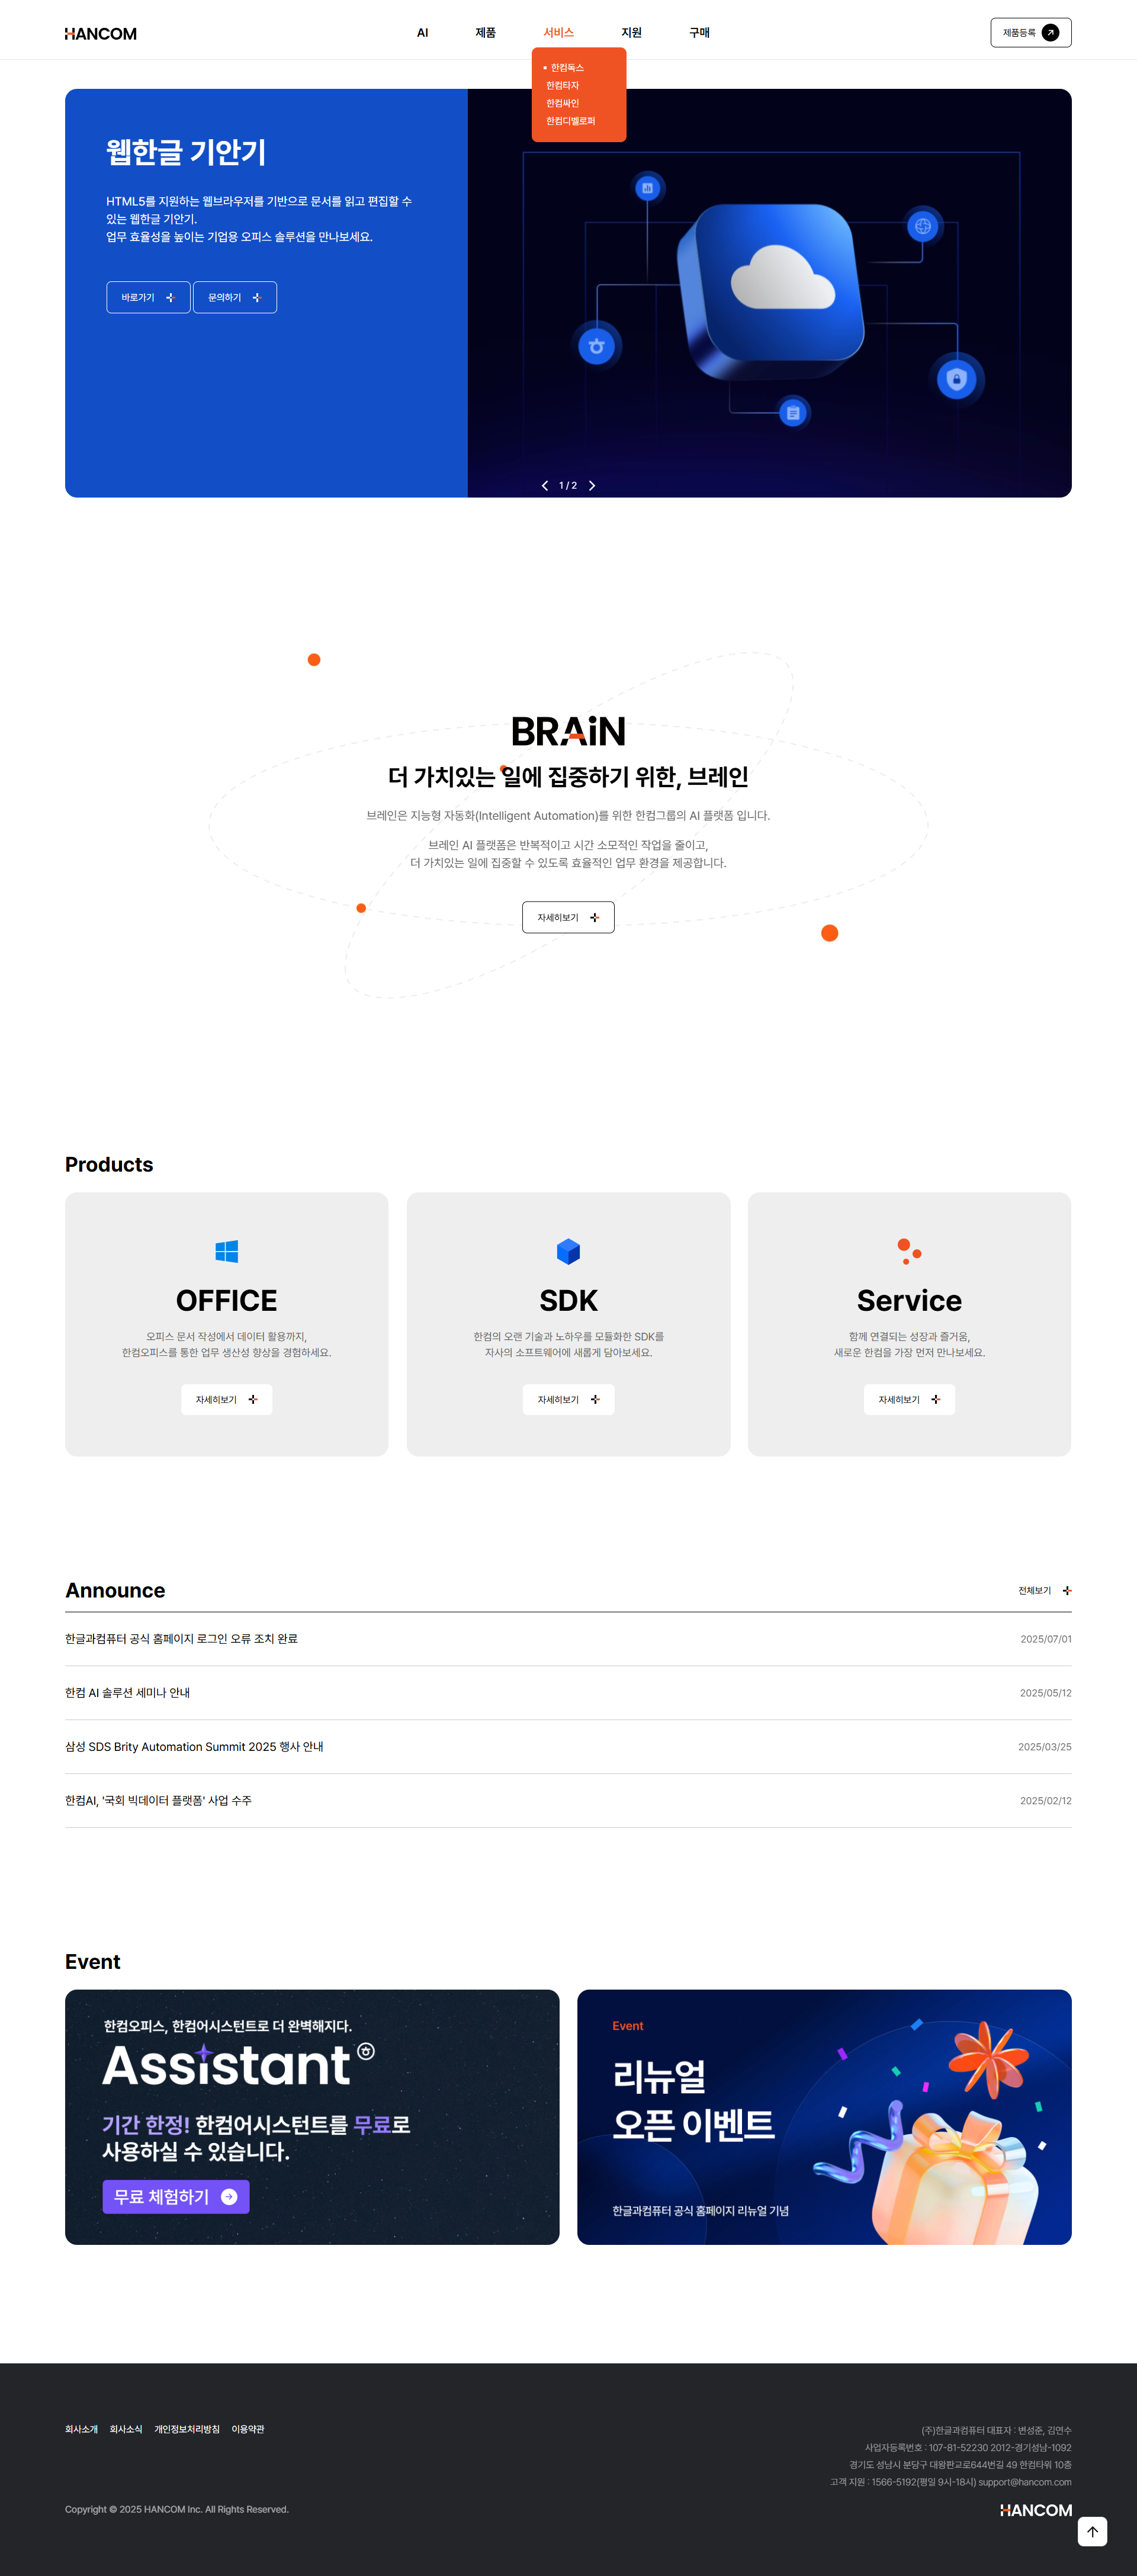 HANCOM
AI
제품
서비스
지원
구매
제품등록
한컴독스
한컴타자
한컴싸인
한컴디벨로퍼
웹한글 기안기
HTML5를 지원하는 웹브라우저를 기반으로 문서를 읽고 편집할 수
있는 웹한글 기안기.
업무 효율성을 높이는 기업용 오피스 솔루션을 만나보세요.
바로가기
문의하기
1 / 2
BRAiN
더 가치있는 일에 집중하기 위한, 브레인
브레인은 지능형 자동화(Intelligent Automation)를 위한 한컴그룹의 AI 플랫폼 입니다.
브레인 AI 플랫폼은 반복적이고 시간 소모적인 작업을 줄이고,
더 가치있는 일에 집중할 수 있도록 효율적인 업무 환경을 제공합니다.
자세히보기
Products
OFFICE
오피스 문서 작성에서 데이터 활용까지,
한컴오피스를 통한 업무 생산성 향상을 경험하세요.
자세히보기
SDK
한컴의 오랜 기술과 노하우를 모듈화한 SDK를
자사의 소프트웨어에 새롭게 담아보세요.
자세히보기
Service
함께 연결되는 성장과 즐거움,
새로운 한컴을 가장 먼저 만나보세요.
자세히보기
Announce
전체보기
한글과컴퓨터 공식 홈페이지 로그인 오류 조치 완료
2025/07/01
한컴 AI 솔루션 세미나 안내
2025/05/12
삼성 SDS Brity Automation Summit 2025 행사 안내
2025/03/25
한컴AI, '국회 빅데이터 플랫폼' 사업 수주
2025/02/12
Event
한컴오피스, 한컴어시스턴트로 더 완벽해지다.
Assistant
기간 한정! 한컴어시스턴트를 무료로
사용하실 수 있습니다.
무료 체험하기
Event
리뉴얼
오픈 이벤트
한글과컴퓨터 공식 홈페이지 리뉴얼 기념
회사소개
회사소식
개인정보처리방침
이용약관
(주)한글과컴퓨터 대표자 : 변성준, 김연수
사업자등록번호 : 107-81-52230 2012-경기성남-1092
경기도 성남시 분당구 대왕판교로644번길 49 한컴타워 10층
고객 지원 : 1566-5192(평일 9시-18시) support@hancom.com
Copyright © 2025 HANCOM Inc. All Rights Reserved.
HANCOM